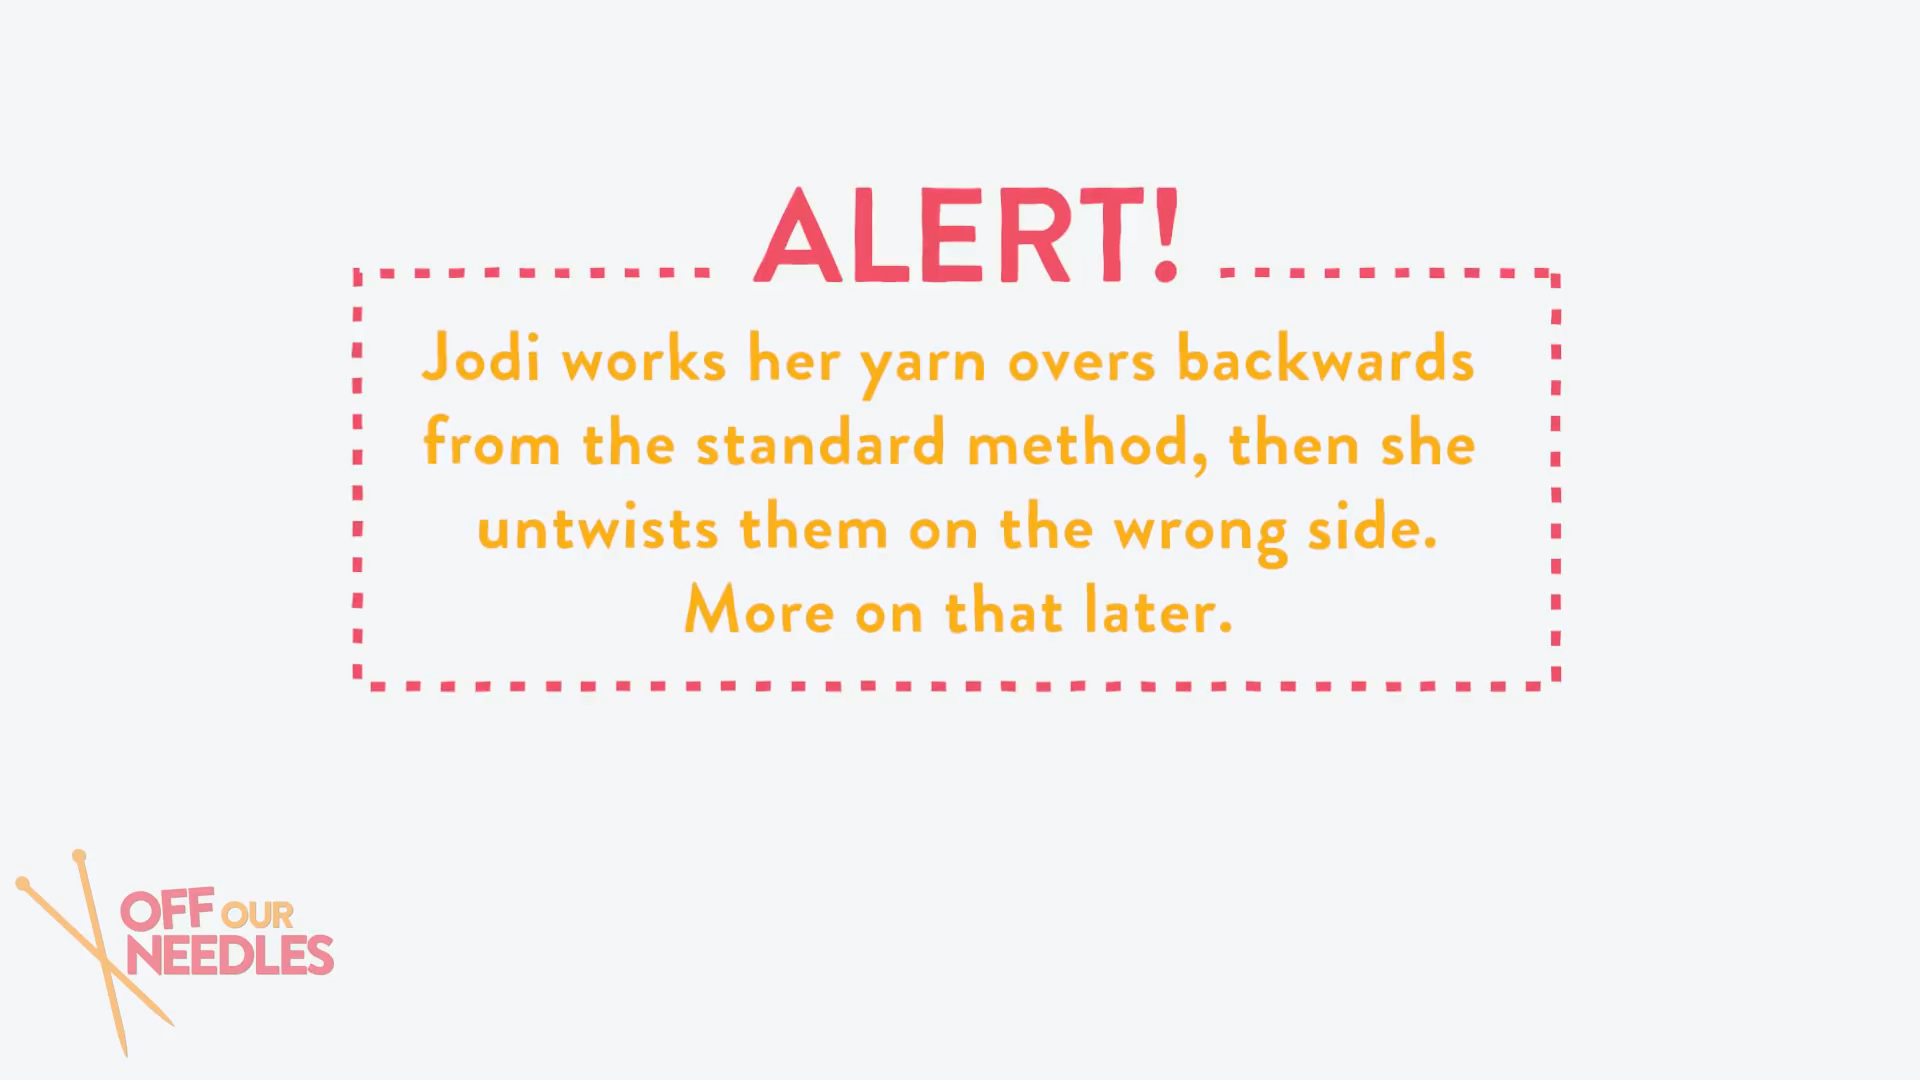 ALERT!
Jodi works her yarn overs backwards
from the standard method, then she
untwists them on the wrong side.
More on that later.
OFF OUR
NEEDLES